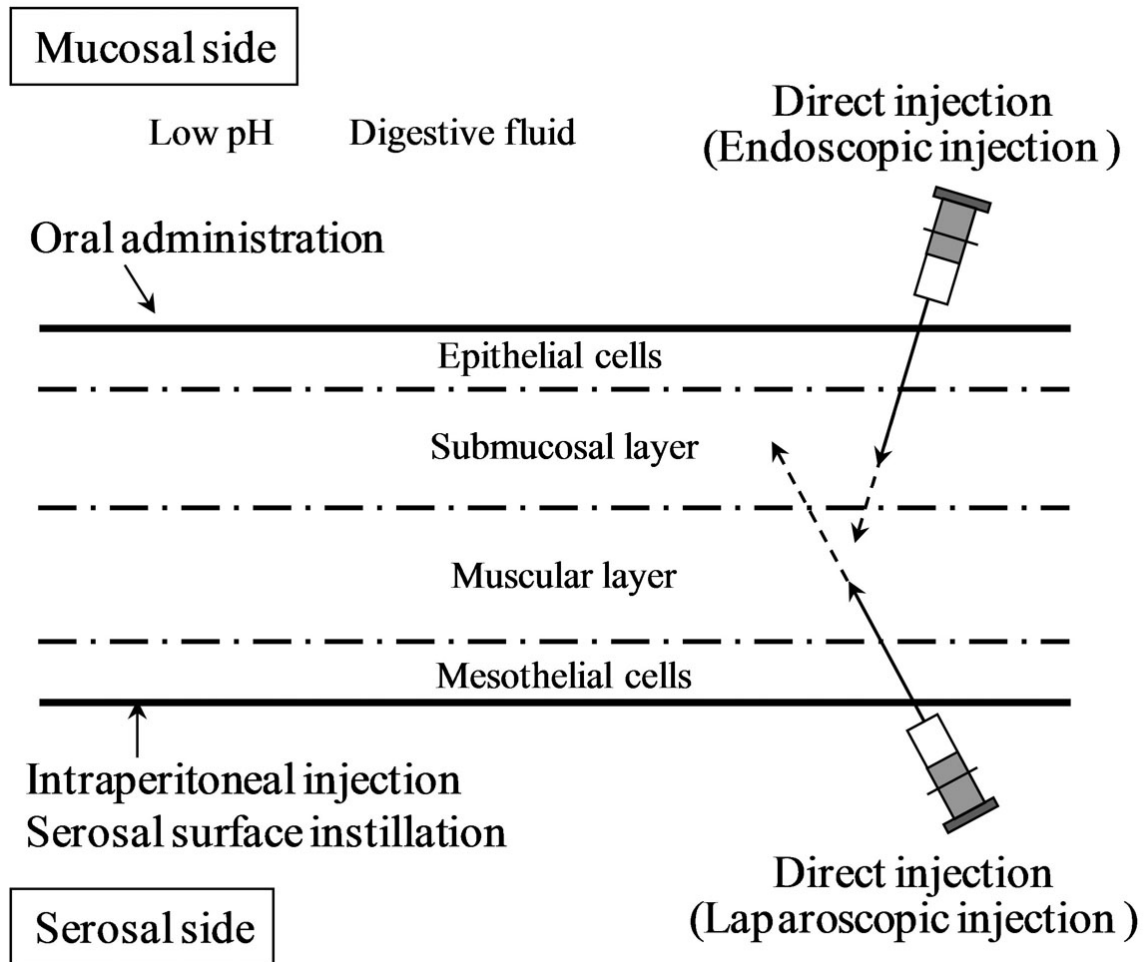 Mucosal side
Low pH Digestive fluid
Direct injection
(Endoscopic injection )
Oral administration
Epithelial cells
Submucosal layer
Muscular layer
Mesothelial cells
Intraperitoneal injection
Serosal surface instillation
Direct injection
(Laparoscopic injection )
Serosal side